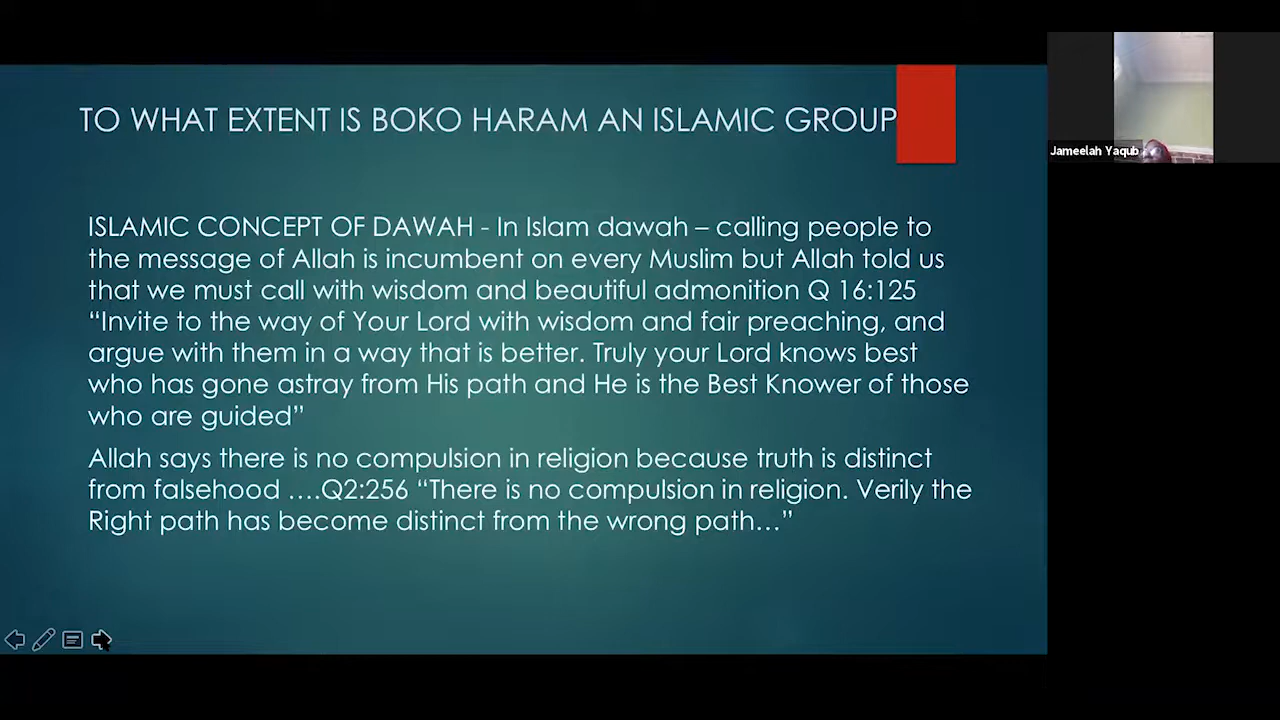 TO WHAT EXTENT IS BOKO HARAM AN ISLAMIC GROUP
Jameelah Yaqub
ISLAMIC CONCEPT OF DAWAH - In Islam dawah – calling people to
the message of Allah is incumbent on every Muslim but Allah told us
that we must call with wisdom and beautiful admonition Q 16:125
“Invite to the way of Your Lord with wisdom and fair preaching, and
argue with them in a way that is better. Truly your Lord knows best
who has gone astray from His path and He is the Best Knower of those
who are guided”
Allah says there is no compulsion in religion because truth is distinct
from falsehood ….Q2:256 “There is no compulsion in religion. Verily the
Right path has become distinct from the wrong path…”